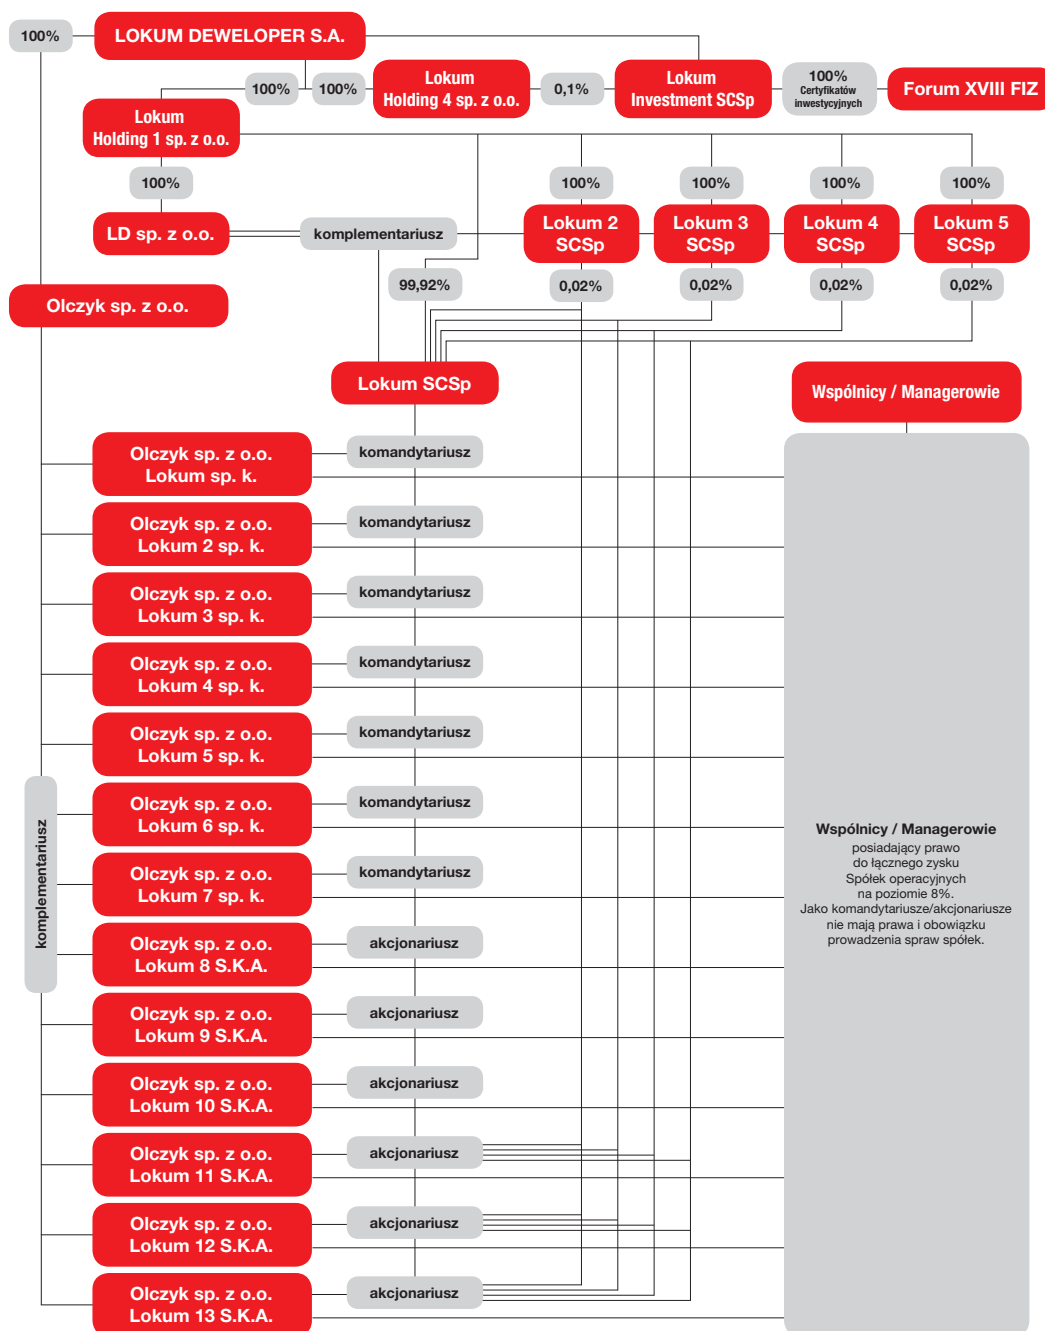 100%
LOKUM DEWELOPER S.A.
100%
100%
Lokum
Holding 4 sp. z o.o.
0,1%
Lokum
Investment SCSp
100%
Certyfikatów
inwestycyjnych
Forum XVIII FIZ
Lokum
Holding 1 sp. z o.o.
100%
100%
100%
100%
100%
LD sp. z o.o.
komplementariusz
Lokum 2
SCSp
Lokum 3
SCSp
Lokum 4
SCSp
Lokum 5
SCSp
99,92%
0,02%
0,02%
0,02%
0,02%
Olczyk sp. z o.o.
Lokum SCSp
Wspólnicy / Managerowie
Olczyk sp. z o.o.
Lokum sp. k.
komandytariusz
Olczyk sp. z o.o.
Lokum 2 sp. k.
komandytariusz
Olczyk sp. z o.o.
Lokum 3 sp. k.
komandytariusz
Olczyk sp. z o.o.
Lokum 4 sp. k.
komandytariusz
Olczyk sp. z o.o.
Lokum 5 sp. k.
komandytariusz
Olczyk sp. z o.o.
Lokum 6 sp. k.
komandytariusz
Olczyk sp. z o.o.
Lokum 7 sp. k.
komandytariusz
Olczyk sp. z o.o.
Lokum 8 S.K.A.
akcjonariusz
Olczyk sp. z o.o.
Lokum 9 S.K.A.
akcjonariusz
Olczyk sp. z o.o.
Lokum 10 S.K.A.
akcjonariusz
Olczyk sp. z o.o.
Lokum 11 S.K.A.
akcjonariusz
Olczyk sp. z o.o.
Lokum 12 S.K.A.
akcjonariusz
Olczyk sp. z o.o.
Lokum 13 S.K.A.
akcjonariusz
komplementariusz
Wspólnicy / Managerowie
posiadający prawo
do łącznego zysku
Spółek operacyjnych
na poziomie 8%.
Jako komandytariusze/akcjonariusze
nie mają prawa i obowiązku
prowadzenia spraw spółek.